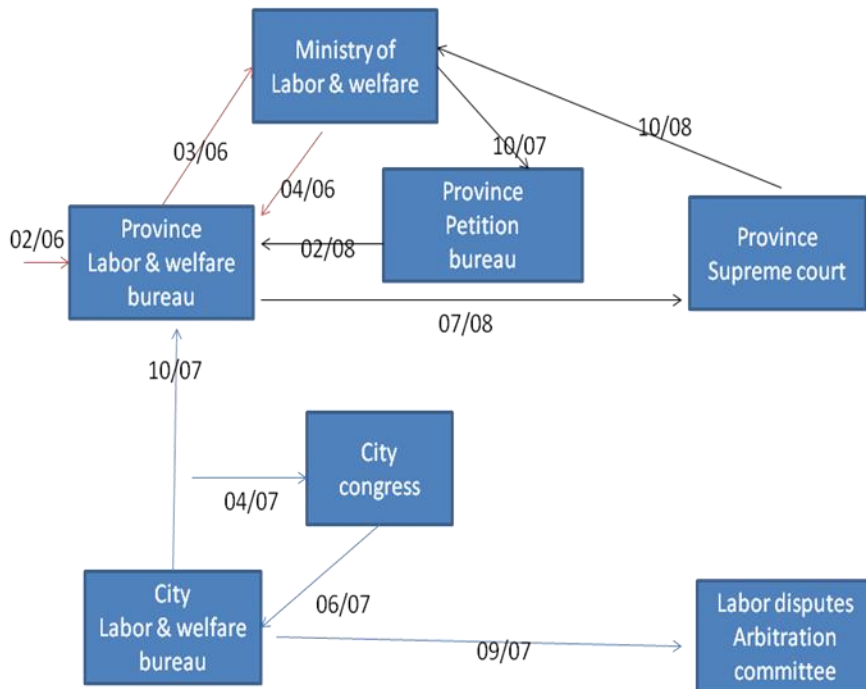 Ministry of
Labor & welfare
03/06
10/07
10/08
04/06
Province
Petition
bureau
02/06
Province
Labor & welfare
bureau
02/08
Province
Supreme court
07/08
10/07
City
congress
04/07
City
Labor & welfare
bureau
06/07
09/07
Labor disputes
Arbitration
committee